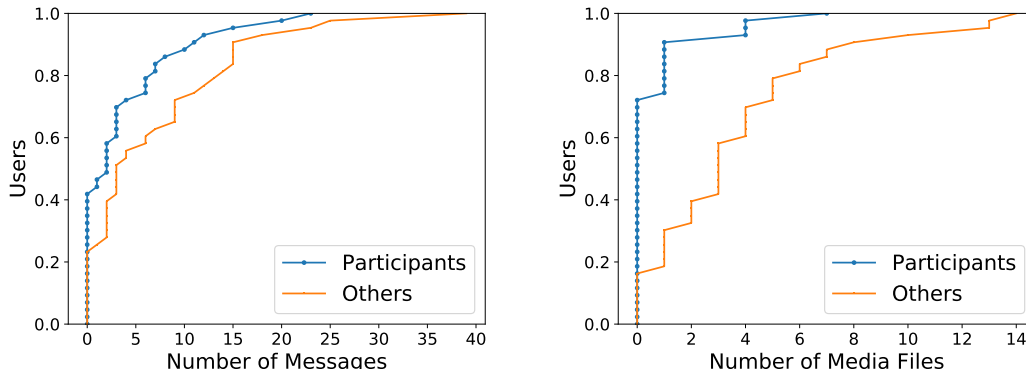 1.0
0.8
0.6
0.4
0.2
0.0
Users
0 5 10 15 20 25 30 35 40
Number of Messages
Participants
Others
1.0
0.8
0.6
0.4
0.2
0.0
Users
0 2 4 6 8 10 12 14
Number of Media Files
Participants
Others